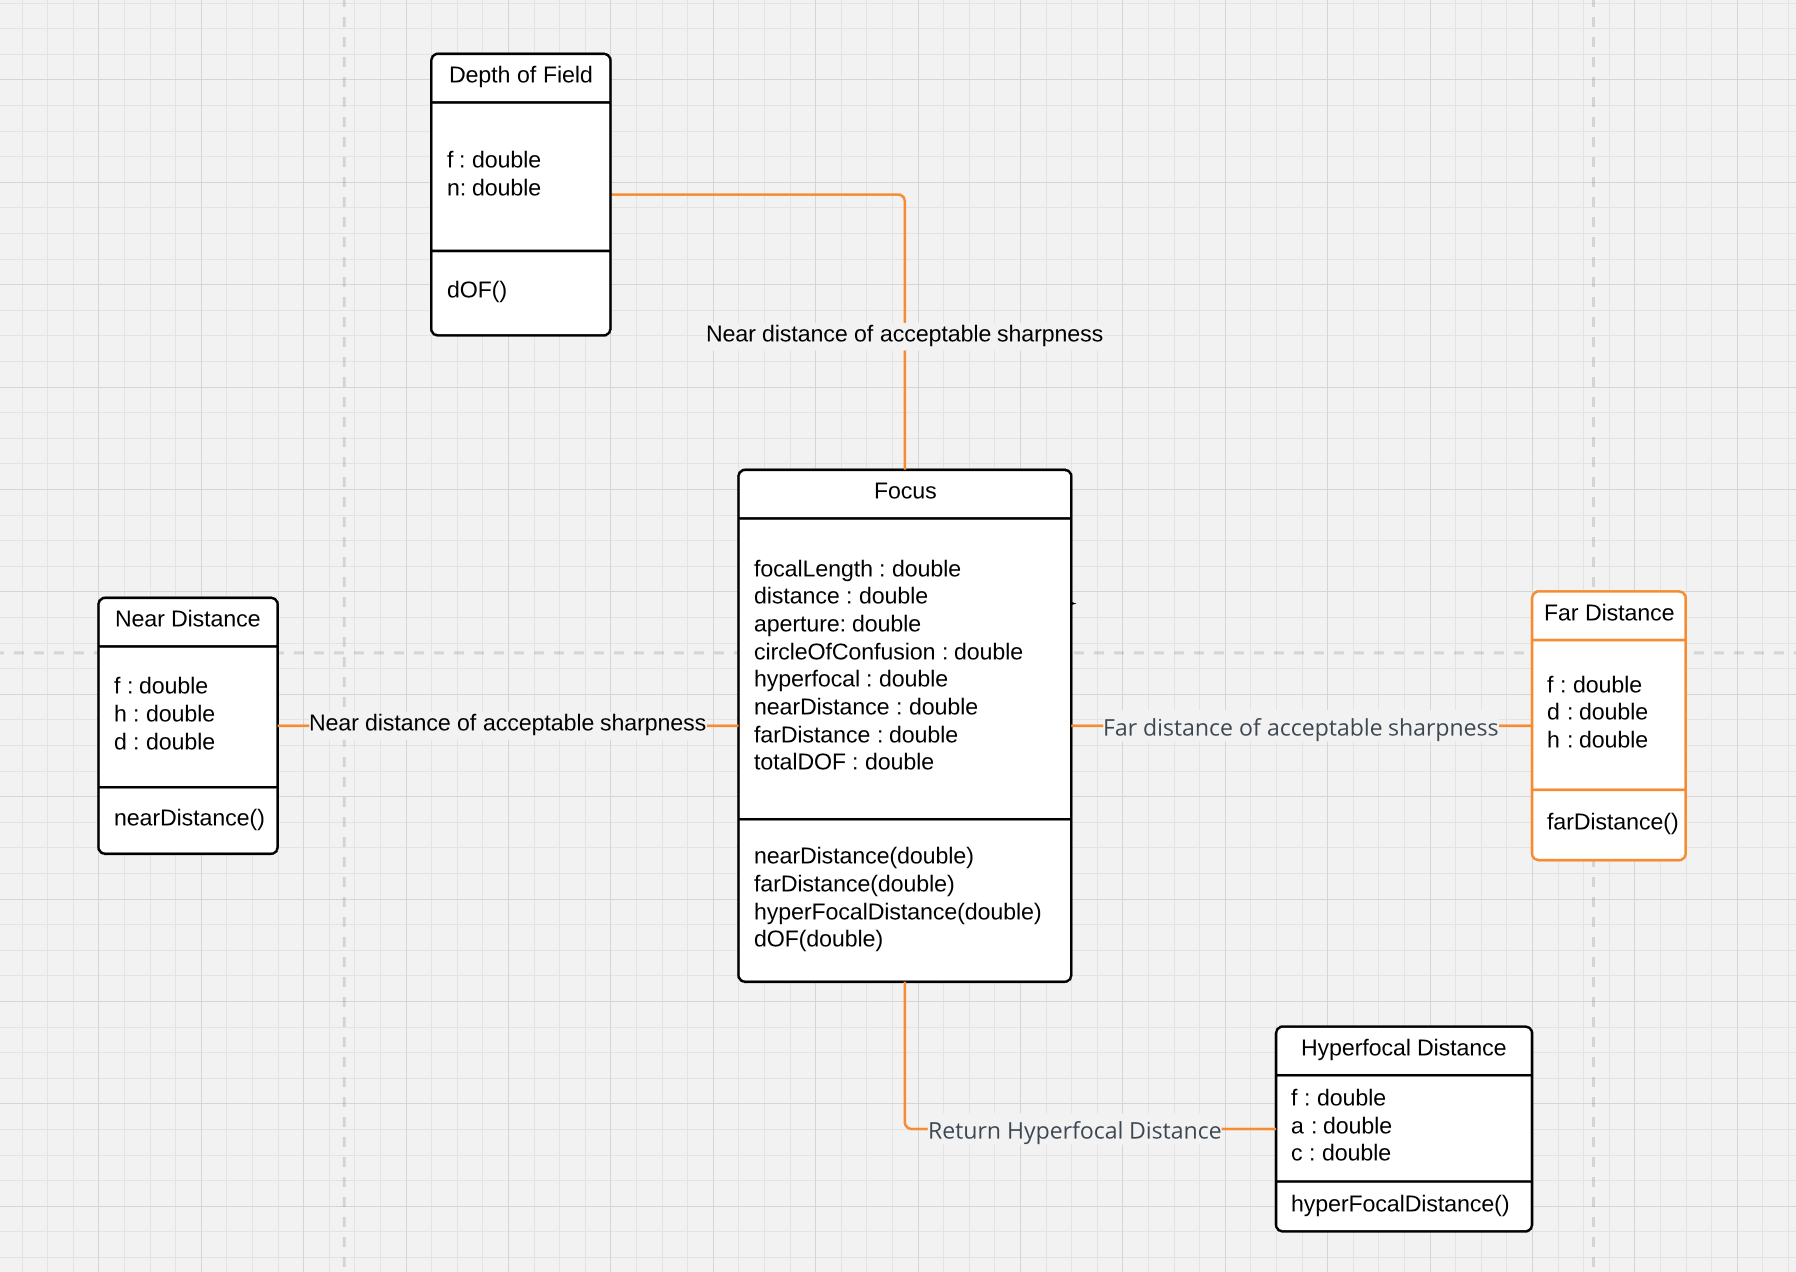 Depth of Field
f : double
n: double
dOF()
Near distance of acceptable sharpness
Focus
focalLength : double
distance : double
aperture: double
circleOfConfusion : double
hyperfocal : double
nearDistance : double
farDistance : double
totalDOF : double
nearDistance(double)
farDistance(double)
hyperFocalDistance(double)
dOF(double)
Near Distance
f : double
h : double
d : double
nearDistance()
Near distance of acceptable sharpness
Far distance of acceptable sharpness
Far Distance
f : double
d : double
h : double
farDistance()
Return Hyperfocal Distance
Hyperfocal Distance
f : double
a : double
c : double
hyperFocalDistance()